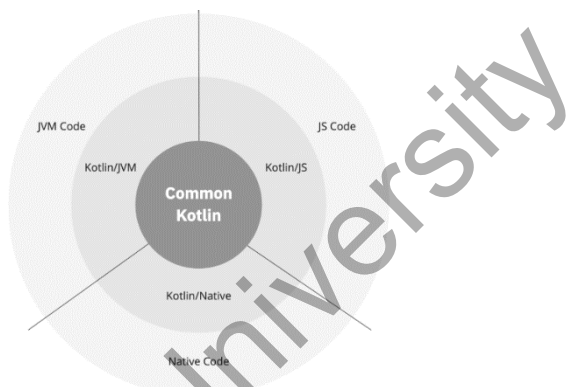 JVM Code
JS Code
Kotlin/JVM
Kotlin/JS
Common
Kotlin
Kotlin/Native
Native Code
University